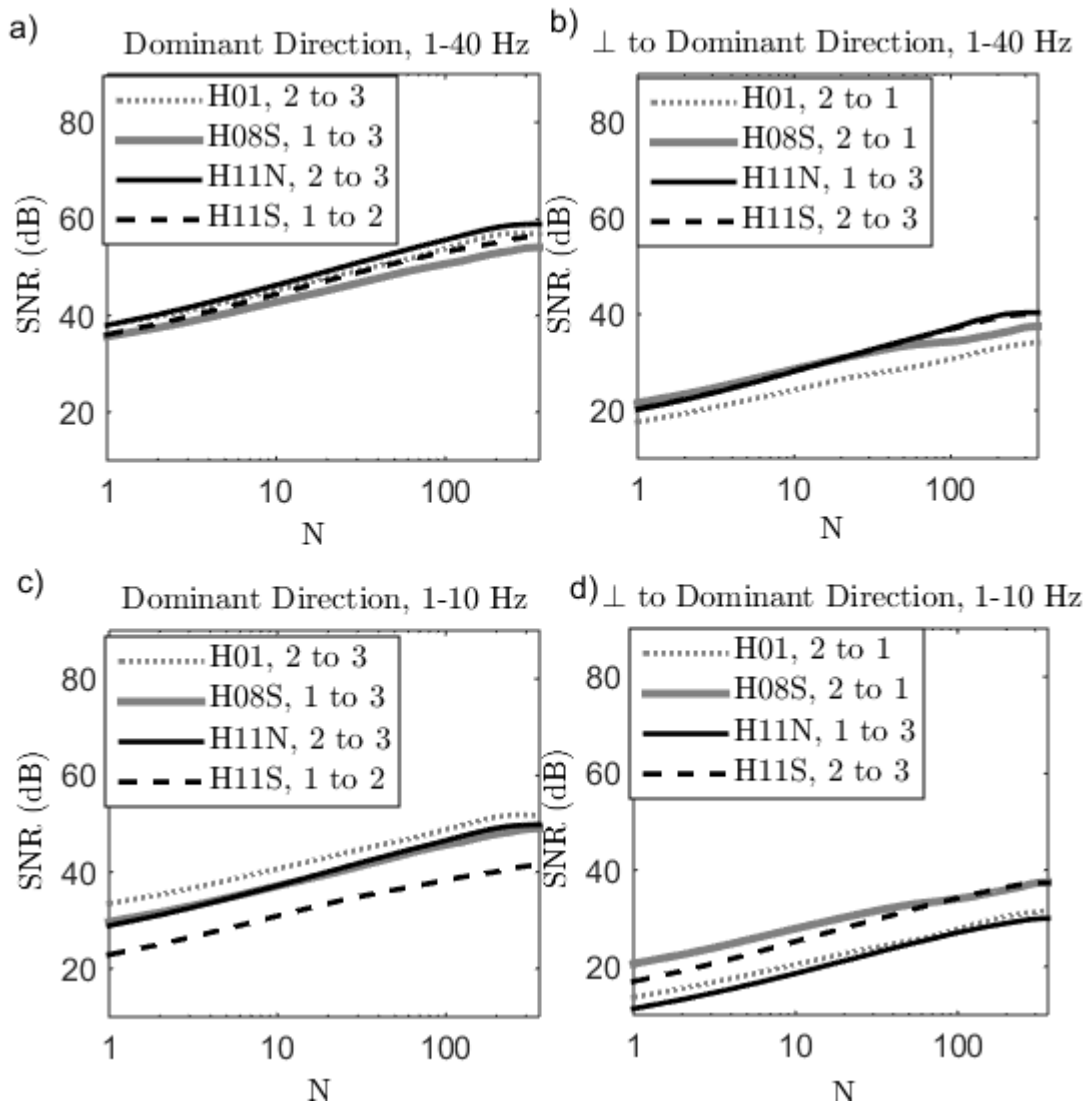 a)
Dominant Direction, 1-40 Hz
H01, 2 to 3
H08S, 1 to 3
H11N, 2 to 3
H11S, 1 to 2
SNR (dB)
80
60
40
20
1
10
100
N
b)
⊥ to Dominant Direction, 1-40 Hz
H01, 2 to 1
H08S, 2 to 1
H11N, 1 to 3
H11S, 2 to 3
SNR (dB)
80
60
40
20
1
10
100
N
c)
Dominant Direction, 1-10 Hz
H01, 2 to 3
H08S, 1 to 3
H11N, 2 to 3
H11S, 1 to 2
SNR (dB)
80
60
40
20
1
10
100
N
d)
⊥ to Dominant Direction, 1-10 Hz
H01, 2 to 1
H08S, 2 to 1
H11N, 1 to 3
H11S, 2 to 3
SNR (dB)
80
60
40
20
1
10
100
N